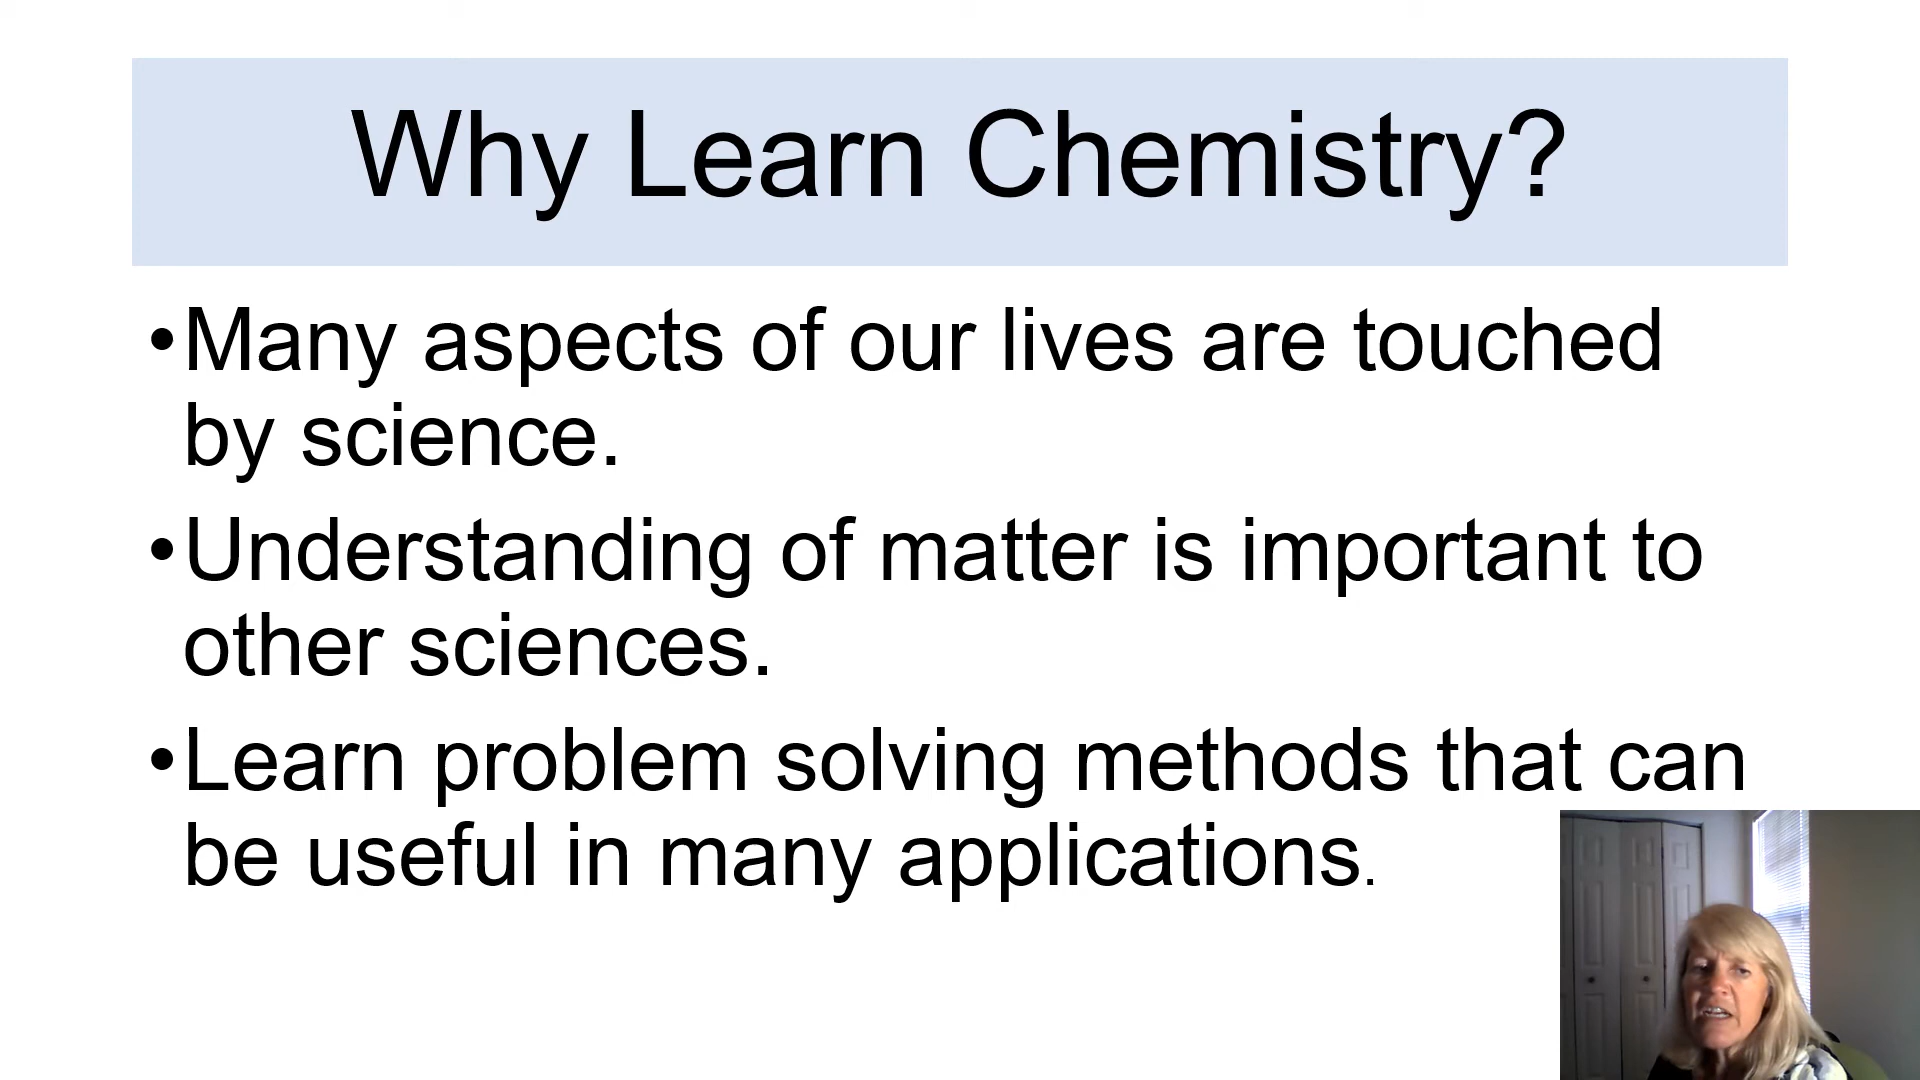 Why Learn Chemistry?
•Many aspects of our lives are touched
by science.
•Understanding of matter is important to
other sciences.
•Learn problem solving methods that can
be useful in many applications.